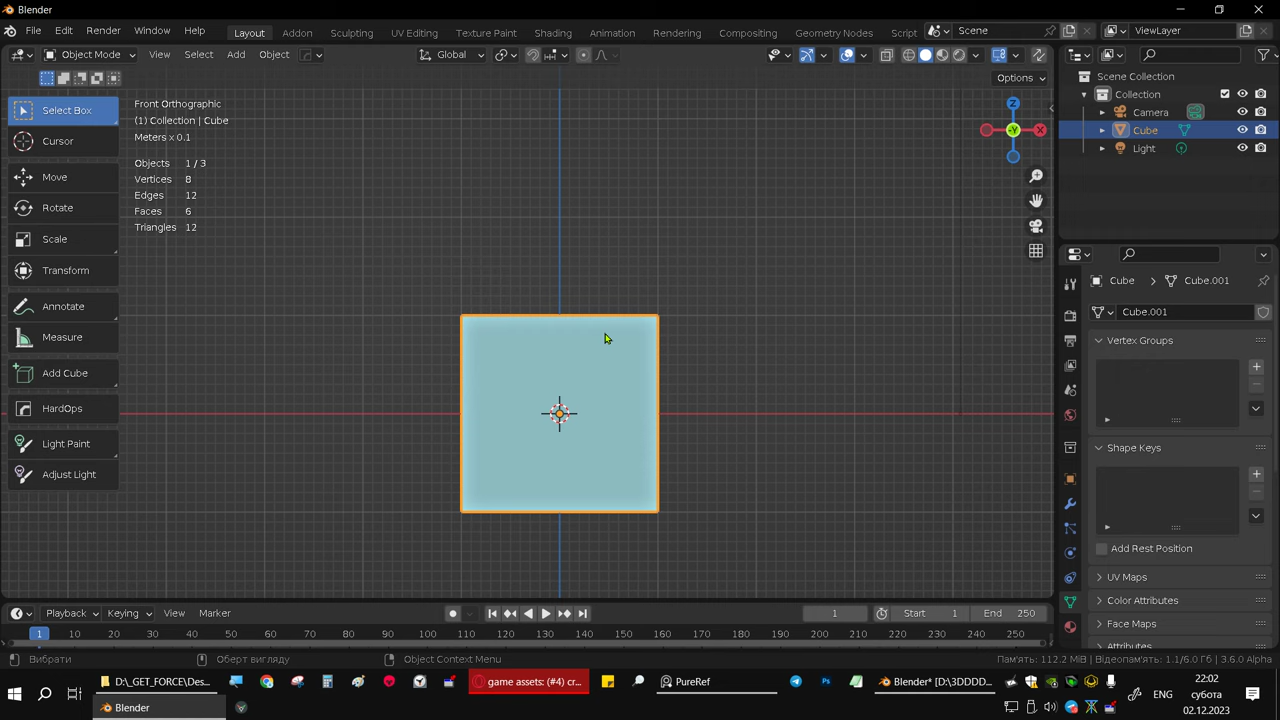 Blender
File Edit Render Window Help Layout Addon Sculpting UV Editing Texture Paint Shading Animation Rendering Compositing Geometry Nodes Script Scene ViewLayer
Object Mode View Select Add Object Global
Options
Select Box
Cursor
Move
Rotate
Scale
Transform
Annotate
Measure
Add Cube
HardOps
Light Paint
Adjust Light
Front Orthographic
(1) Collection | Cube
Meters x 0.1
Objects 1 / 3
Vertices 8
Edges 12
Faces 6
Triangles 12
Z
-Y
X
Scene Collection
Collection
Camera
Cube
Light
Cube Cube.001
Cube.001
Vertex Groups
Shape Keys
Add Rest Position
UV Maps
Color Attributes
Face Maps
Attributes
Playback Keying View Marker 1 Start 1 End 250
1 10 20 30 40 50 60 70 80 90 100 110 120 130 140 150 160 170 180 190 200 210 220 230 240 250
Вибрати Оберт вигляду Object Context Menu Пам'ять: 112.2 MiB | Відеопам'ять: 1.1/6.0 Гб | 3.6.0 Alpha
D:\_GET_FORCE\Des... game assets: (#4) cr... PureRef Blender* [D:\3DDDD...
Blender
ENG
22:02
субота
02.12.2023